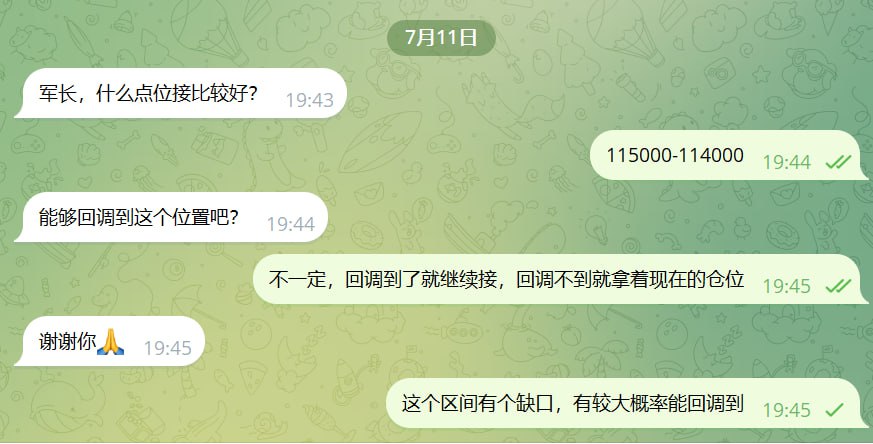 7月11日
军长，什么点位接比较好？ 19:43
115000-114000 19:44
能够回调到这个位置吧？ 19:44
不一定，回调到了就继续接，回调不到就拿着现在的仓位 19:45
谢谢你🙏 19:45
这个区间有个缺口，有较大概率能回调到 19:45